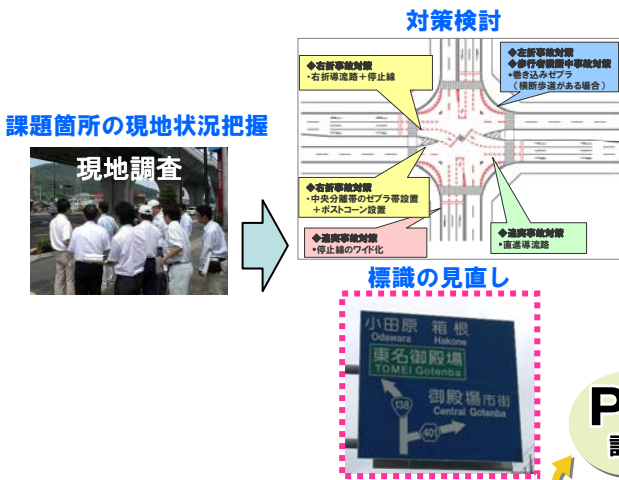 対策検討
◆右折事故対策
・右折導流路＋停止線
◆左折事故対策
◆歩行者横断中事故対策
・巻き込みゼブラ
（横断歩道がある場合）
課題箇所の現地状況把握
現地調査
◆右折事故対策
・中央分離帯のゼブラ帯設置
＋ポストコーン設置
◆追突事故対策
・停止線のワイド化
◆追突事故対策
・直進導流路
標識の見直し
小田原 箱根
Odawara Hakone
東名御殿場
TOMEI Gotenba
138
御殿場市街
Central Gotenba
401
P